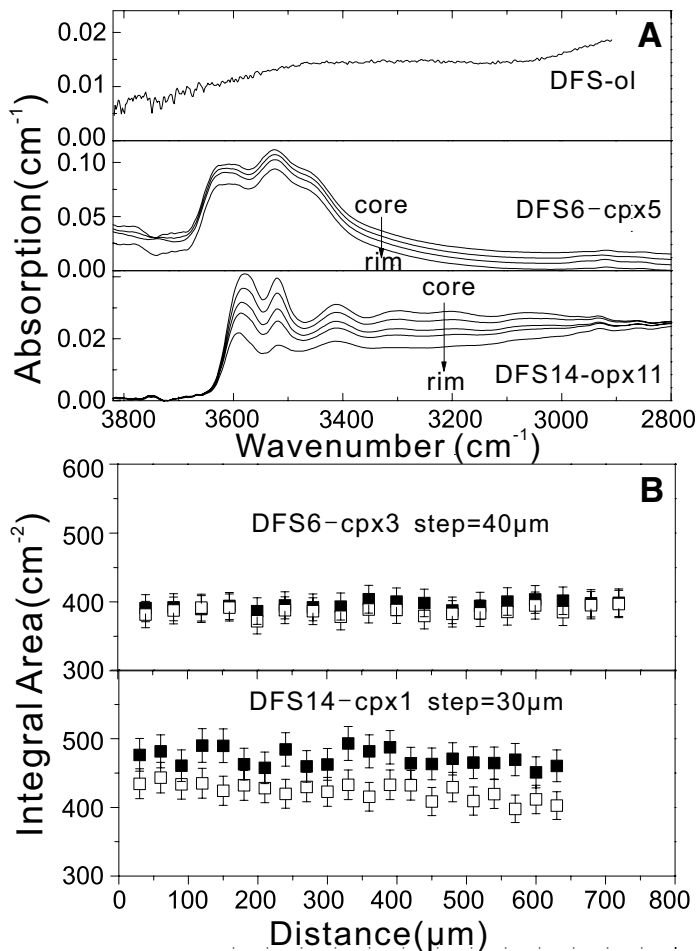 A
0.02
0.01
0.00
DFS-ol
Absorption(cm-1)
0.10
0.05
0.00
core
rim
DFS6-cpx5
0.02
0.00
core
rim
DFS14-opx11
3800 3600 3400 3200 3000 2800
Wavenumber (cm-1)
B
600
500
400
300
DFS6-cpx3 step=40μm
Integral Area(cm-2)
500
400
300
DFS14-cpx1 step=30μm
0 100 200 300 400 500 600 700 800
Distance(μm)